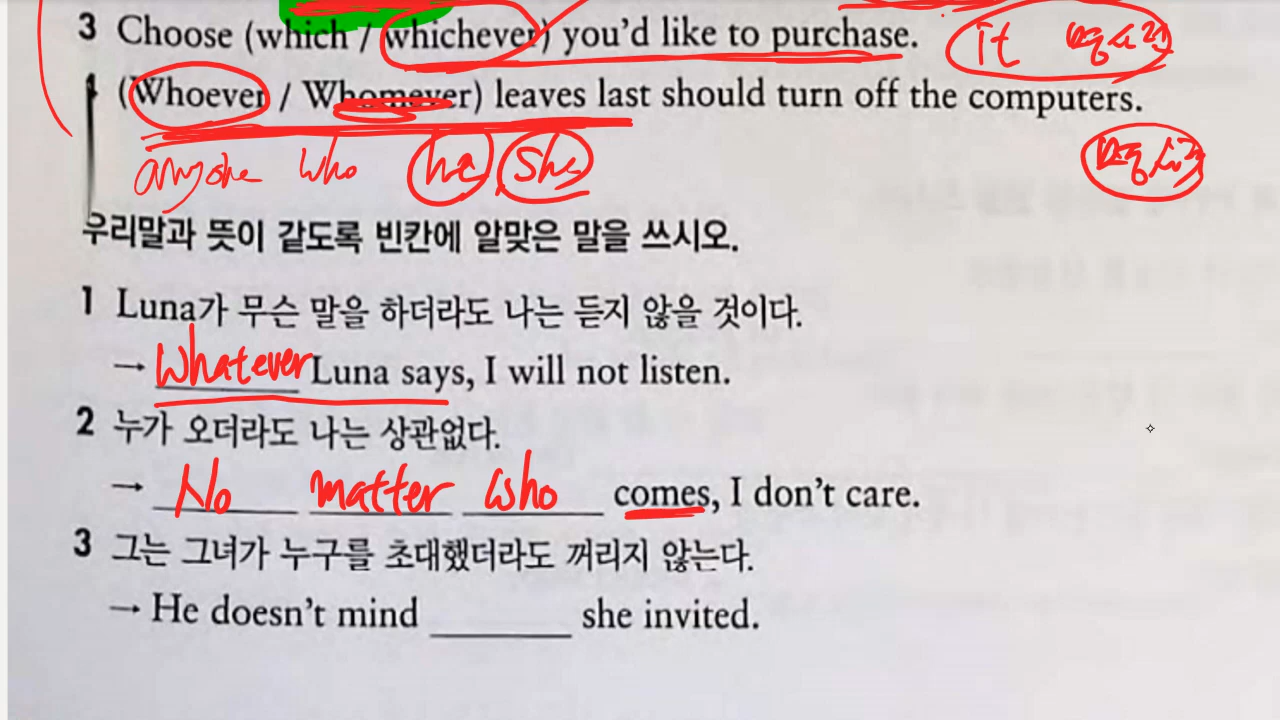 3 Choose (which / whichever) you'd like to purchase.
it
(Whoever / Whomever) leaves last should turn off the computers.
anyone who he she
우리말과 뜻이 같도록 빈칸에 알맞은 말을 쓰시오.
1 Luna가 무슨 말을 하더라도 나는 듣지 않을 것이다.
→ Whatever Luna says, I will not listen.
2 누가 오더라도 나는 상관없다.
→ No matter who comes, I don't care.
3 그는 그녀가 누구를 초대했더라도 꺼리지 않는다.
→ He doesn't mind ______ she invited.